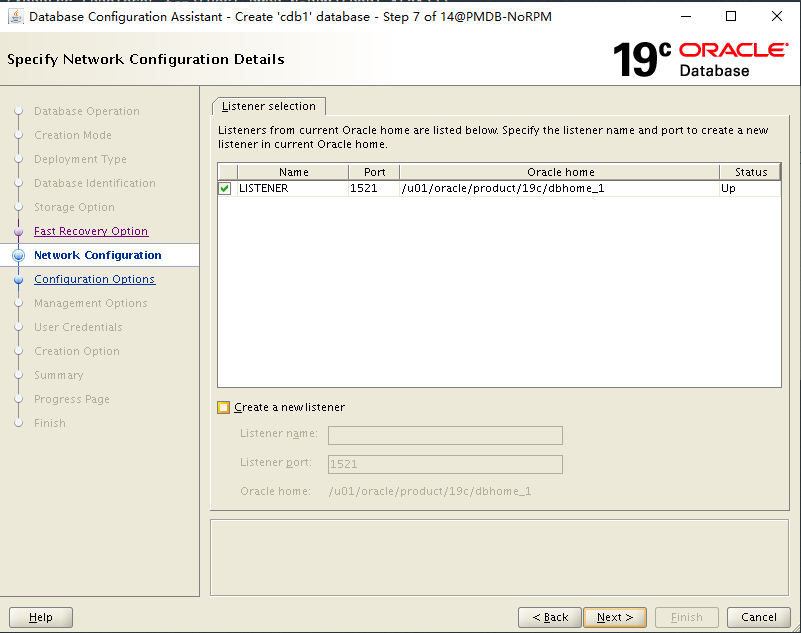 Database Configuration Assistant - Create 'cdb1' database - Step 7 of 14@PMDB-NoRPM
Specify Network Configuration Details
19c ORACLE
Database
Database Operation
Creation Mode
Deployment Type
Database Identification
Storage Option
Fast Recovery Option
Network Configuration
Configuration Options
Management Options
User Credentials
Creation Option
Summary
Progress Page
Finish
Listener selection
Listeners from current Oracle home are listed below. Specify the listener name and port to create a new
listener in current Oracle home.
Name Port Oracle home Status
LISTENER 1521 /u01/oracle/product/19c/dbhome_1 Up
Create a new listener
Listener name:
Listener port: 1521
Oracle home: /u01/oracle/product/19c/dbhome_1
Help < Back Next > Finish Cancel